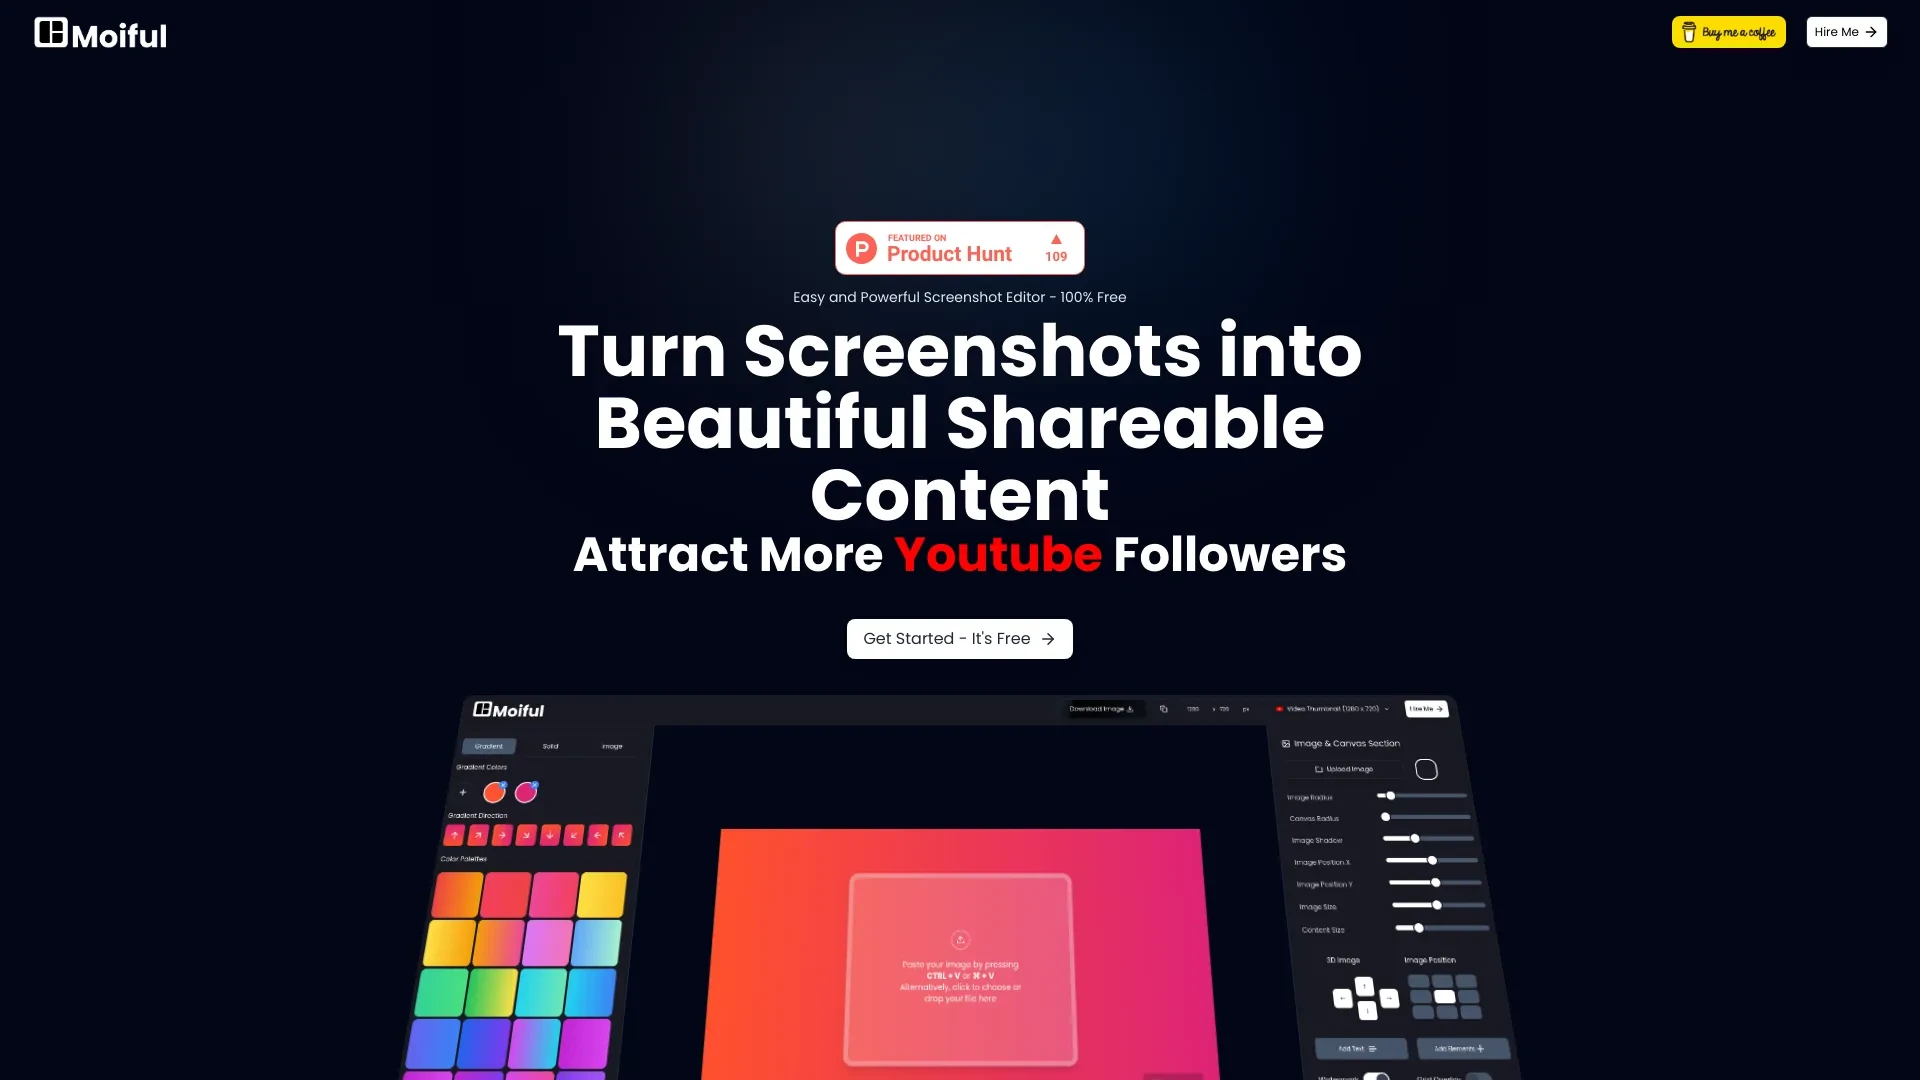 Moiful
Buy me a coffee
Hire Me
FEATURED ON
Product Hunt
109
Easy and Powerful Screenshot Editor - 100% Free
Turn Screenshots into
Beautiful Shareable
Content
Attract More Youtube Followers
Get Started - It's Free
Moiful
Download Image
1280 x 720 px
Video Thumbnail (1280 x 720)
Hire Me
Gradient
Solid
Image
Gradient Colors
Gradient Direction
Color Palettes
Paste your image by pressing
CTRL + V or ⌘ + V
Alternatively, click to choose or
drop your file here
Image & Canvas Section
Upload Image
Image Radius
Canvas Radius
Image Shadow
Image Position X
Image Position Y
Image Size
Content Size
3D Image
Image Position
Add Text
Add Elements